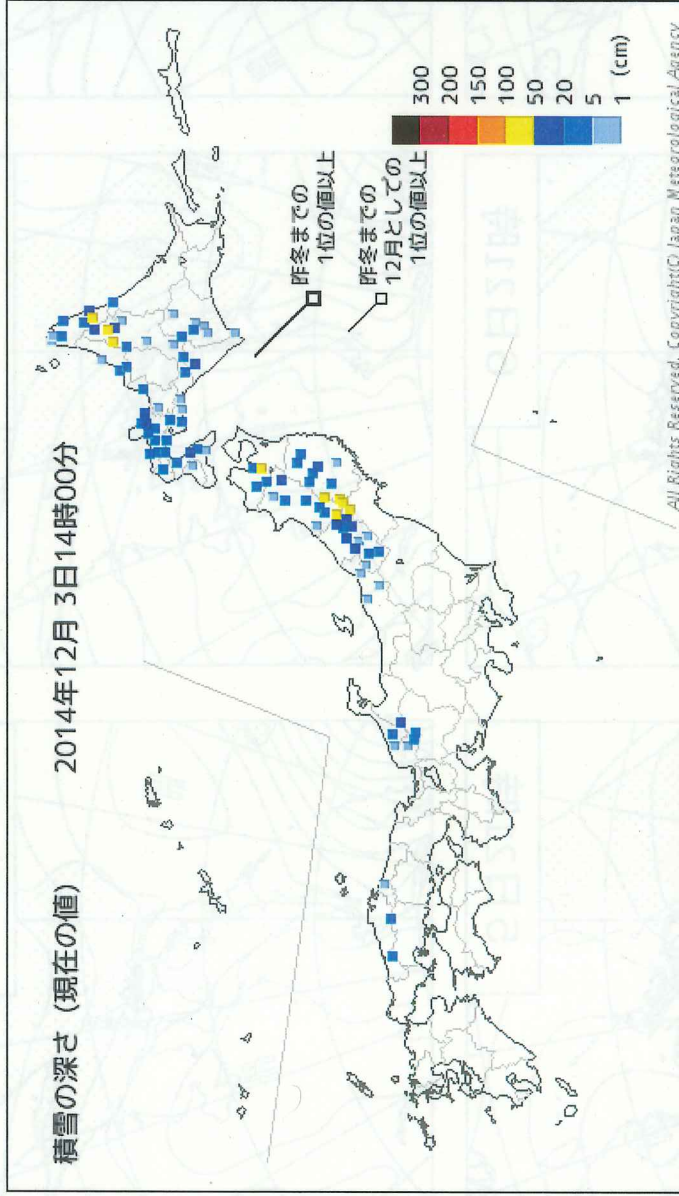 積雪の深さ (現在の値) 2014年12月 3日14時00分
昨冬までの
1位の値以上
昨冬までの
12月としての
1位の値以上
300
200
150
100
50
20
5
1 (cm)
All Rights Reserved. Copyright(C) Japan Meteorological Agency